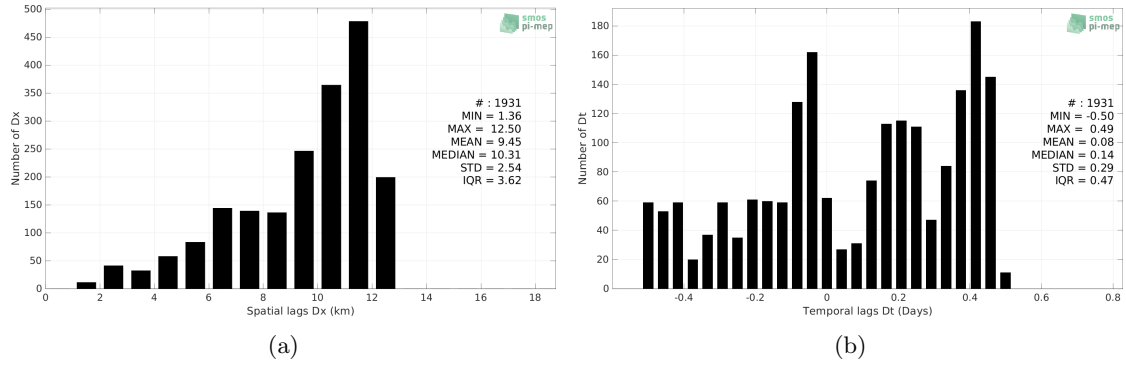 500
450
400
350
300
250
200
150
100
50
0
Number of Dx
smos
pi-mep
# : 1931
MIN = 1.36
MAX = 12.50
MEAN = 9.45
MEDIAN = 10.31
STD = 2.54
IQR = 3.62
0 2 4 6 8 10 12 14 16 18
Spatial lags Dx (km)
(a)
180
160
140
120
100
80
60
40
20
0
Number of Dt
smos
pi-mep
# : 1931
MIN = -0.50
MAX = 0.49
MEAN = 0.08
MEDIAN = 0.14
STD = 0.29
IQR = 0.47
-0.4 -0.2 0 0.2 0.4 0.6 0.8
Temporal lags Dt (Days)
(b)